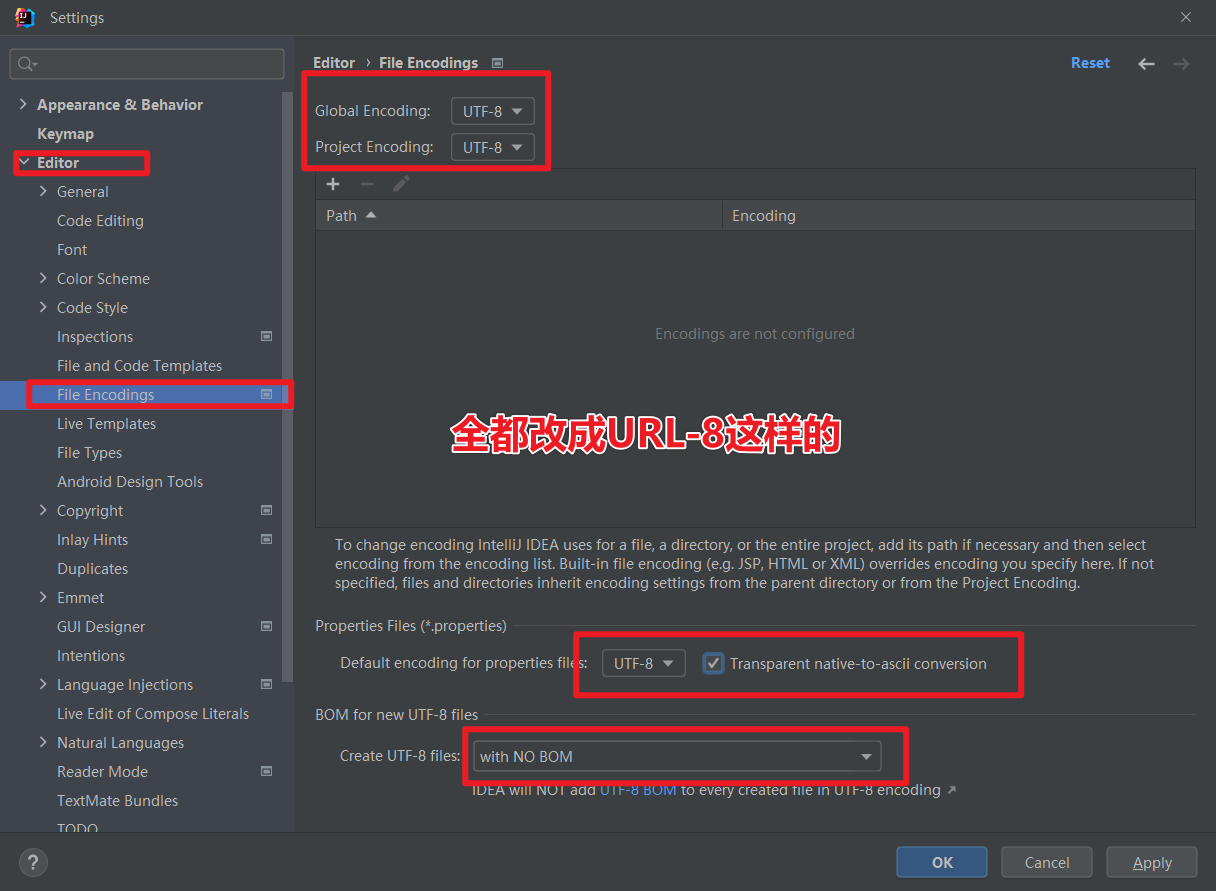 Settings
Appearance & Behavior
Keymap
Editor
General
Code Editing
Font
Color Scheme
Code Style
Inspections
File and Code Templates
File Encodings
Live Templates
File Types
Android Design Tools
Copyright
Inlay Hints
Duplicates
Emmet
GUI Designer
Intentions
Language Injections
Live Edit of Compose Literals
Natural Languages
Reader Mode
TextMate Bundles
TODO
Editor › File Encodings
Reset
Global Encoding: UTF-8
Project Encoding: UTF-8
Path Encoding
Encodings are not configured
全都改成URL-8这样的
To change encoding IntelliJ IDEA uses for a file, a directory, or the entire project, add its path if necessary and then select
encoding from the encoding list. Built-in file encoding (e.g. JSP, HTML or XML) overrides encoding you specify here. If not
specified, files and directories inherit encoding settings from the parent directory or from the Project Encoding.
Properties Files (*.properties)
Default encoding for properties files: UTF-8 Transparent native-to-ascii conversion
BOM for new UTF-8 files
Create UTF-8 files: with NO BOM
IDEA will NOT add UTF-8 BOM to every created file in UTF-8 encoding ↗
? OK Cancel Apply